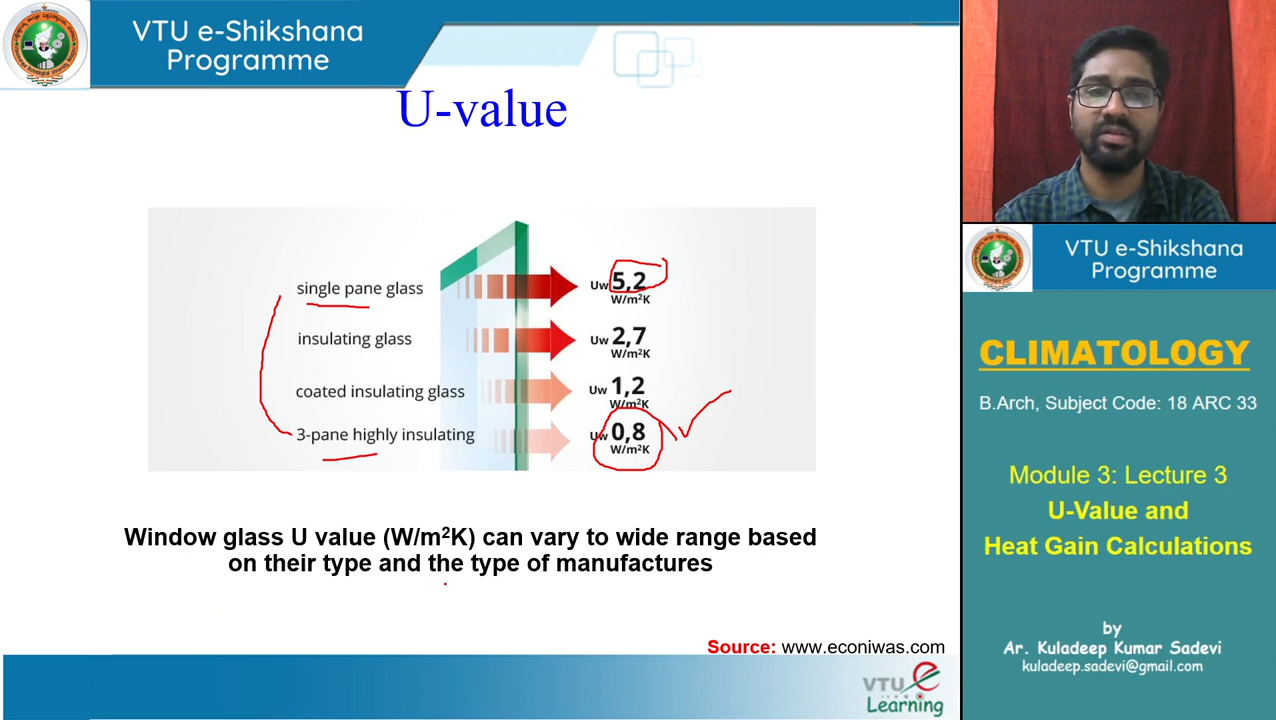 VTU e-Shikshana
Programme
U-value
single pane glass
Uw 5,2
W/m²K
insulating glass
Uw 2,7
W/m²K
coated insulating glass
Uw 1,2
W/m²K
3-pane highly insulating
Uw 0,8
W/m²K
Window glass U value (W/m²K) can vary to wide range based
on their type and the type of manufactures
Source: www.econiwas.com
VTU e
Learning
VTU e-Shikshana
Programme
CLIMATOLOGY
B.Arch, Subject Code: 18 ARC 33
Module 3: Lecture 3
U-Value and
Heat Gain Calculations
by
Ar. Kuladeep Kumar Sadevi
kuladeep.sadevi@gmail.com